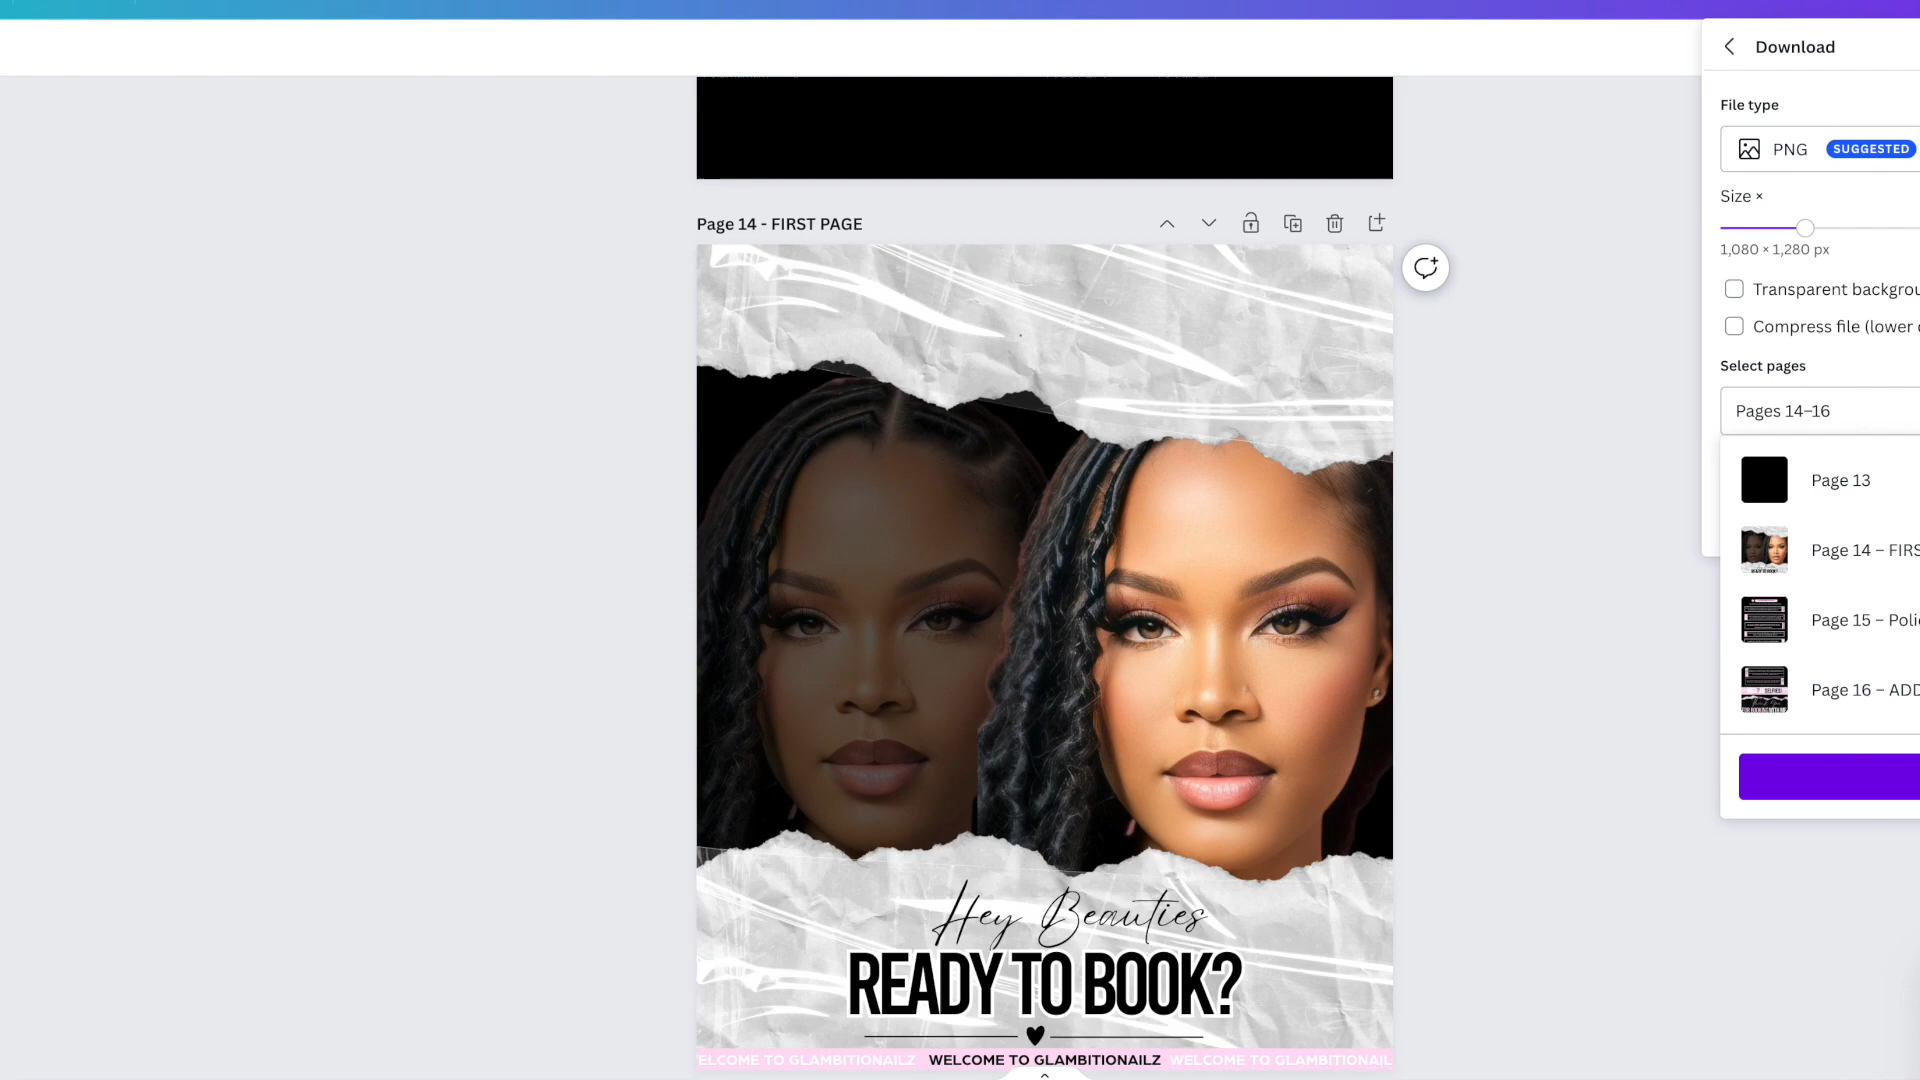 Download
File type
PNG SUGGESTED
Size ×
1,080 × 1,280 px
Transparent backgrou
Compress file (lower
Select pages
Pages 14–16
Page 13
Page 14 – FIRS
Page 15 – Poli
Page 16 – ADD
Page 14 - FIRST PAGE
Hey Beauties
READY TO BOOK?
ELCOME TO GLAMBITIONAILZ WELCOME TO GLAMBITIONAILZ WELCOME TO GLAMBITIONAIL